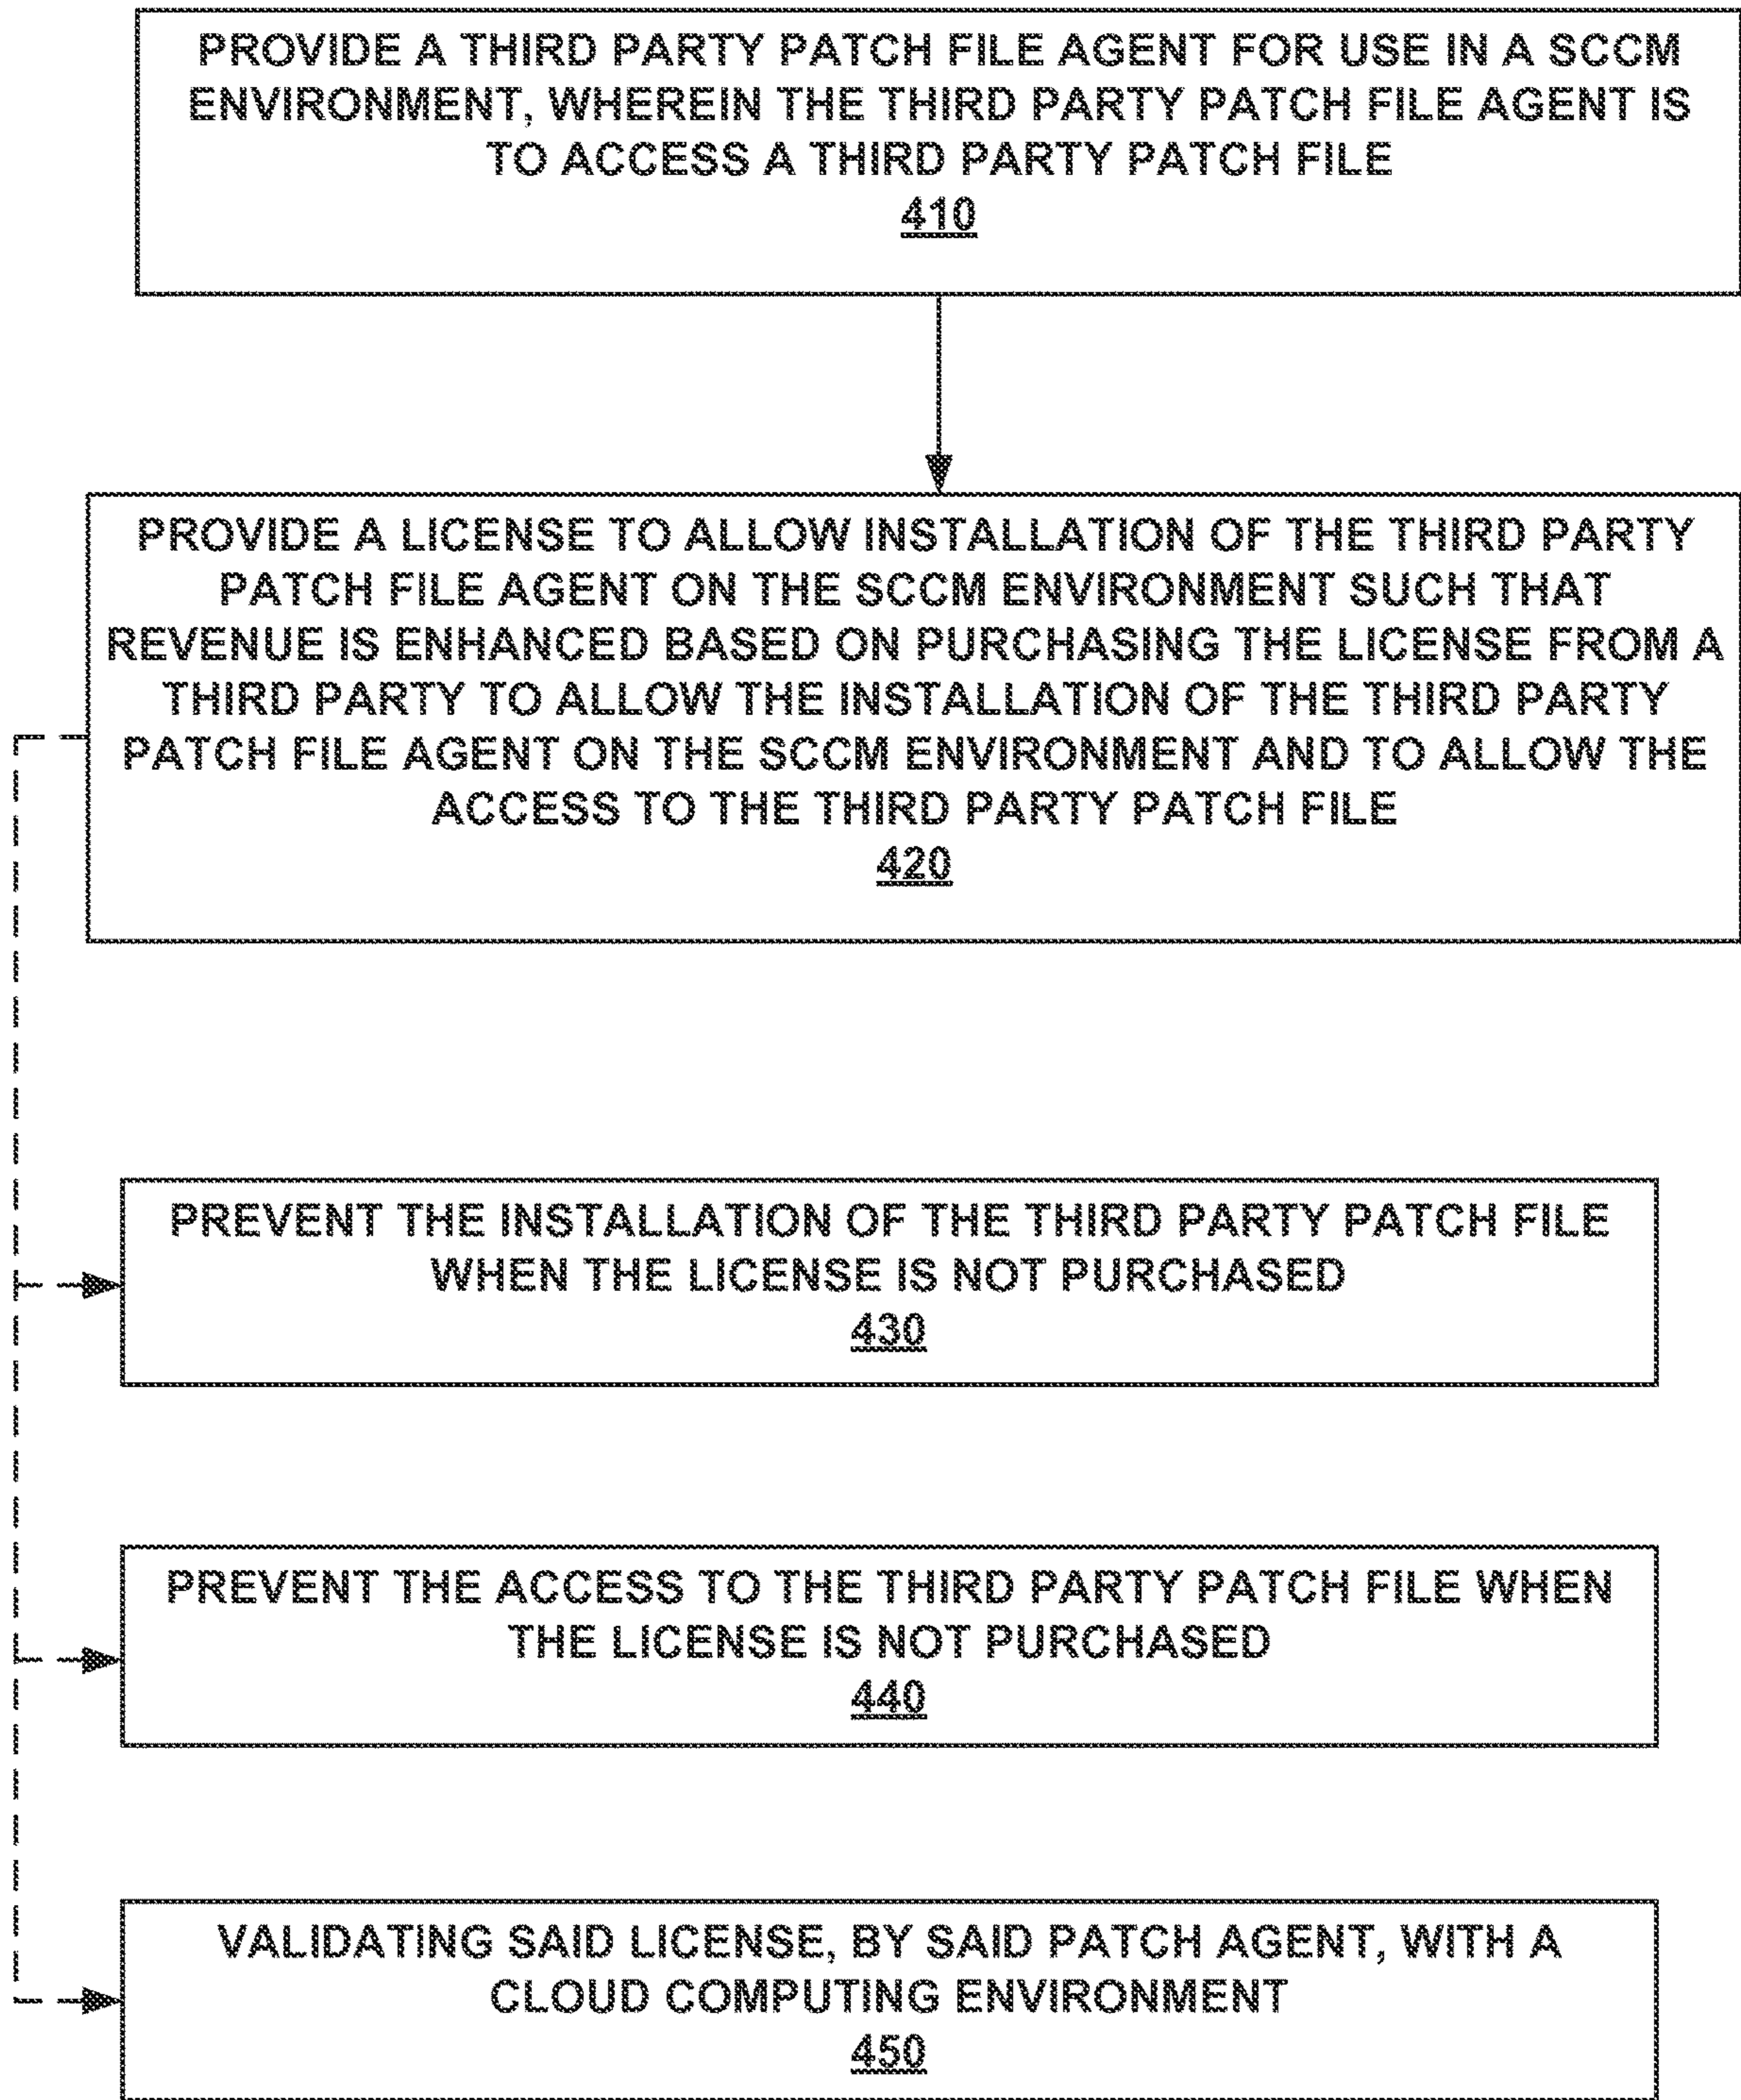 PROVIDE A THIRD PARTY PATCH FILE AGENT FOR USE IN A SCCM
ENVIRONMENT, WHEREIN THE THIRD PARTY PATCH FILE AGENT IS
TO ACCESS A THIRD PARTY PATCH FILE
410
PROVIDE A LICENSE TO ALLOW INSTALLATION OF THE THIRD PARTY
PATCH FILE AGENT ON THE SCCM ENVIRONMENT SUCH THAT
REVENUE IS ENHANCED BASED ON PURCHASING THE LICENSE FROM A
THIRD PARTY TO ALLOW THE INSTALLATION OF THE THIRD PARTY
PATCH FILE AGENT ON THE SCCM ENVIRONMENT AND TO ALLOW THE
ACCESS TO THE THIRD PARTY PATCH FILE
420
PREVENT THE INSTALLATION OF THE THIRD PARTY PATCH FILE
WHEN THE LICENSE IS NOT PURCHASED
430
PREVENT THE ACCESS TO THE THIRD PARTY PATCH FILE WHEN
THE LICENSE IS NOT PURCHASED
440
VALIDATING SAID LICENSE, BY SAID PATCH AGENT, WITH A
CLOUD COMPUTING ENVIRONMENT
450